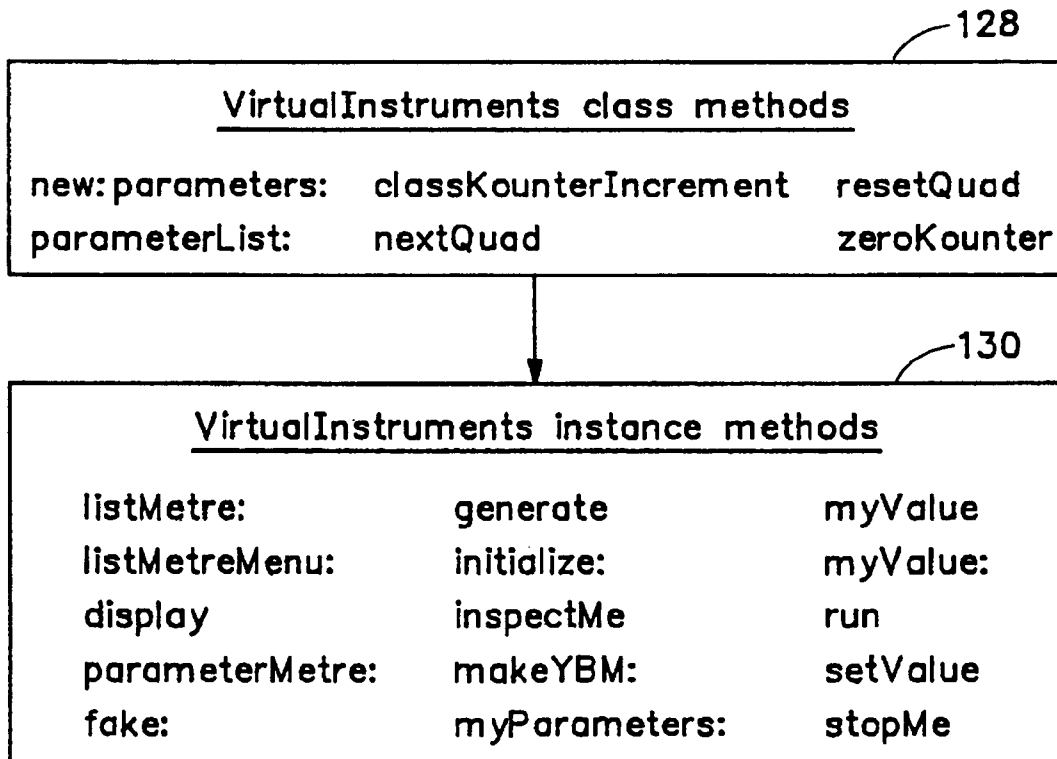 128
VirtualInstruments class methods
new:parameters: classKounterIncrement resetQuad
parameterList: nextQuad zeroKounter
130
VirtualInstruments instance methods
listMetre: generate myValue
listMetreMenu: initialize: myValue:
display inspectMe run
parameterMetre: makeYBM: setValue
fake: myParameters: stopMe